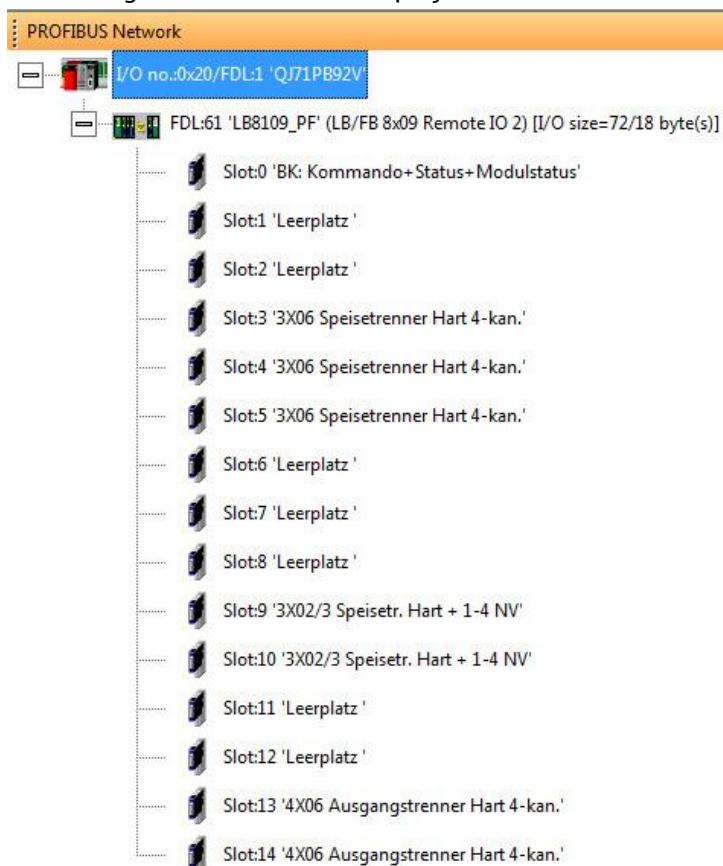 PROFIBUS Network
I/O no.:0x20/FDL:1 'QJ71PB92V'
FDL:61 'LB8109_PF' (LB/FB 8x09 Remote IO 2) [I/O size=72/18 byte(s)]
Slot:0 'BK: Kommando+Status+Modulstatus'
Slot:1 'Leerplatz '
Slot:2 'Leerplatz '
Slot:3 '3X06 Speisetrenner Hart 4-kan.'
Slot:4 '3X06 Speisetrenner Hart 4-kan.'
Slot:5 '3X06 Speisetrenner Hart 4-kan.'
Slot:6 'Leerplatz '
Slot:7 'Leerplatz '
Slot:8 'Leerplatz '
Slot:9 '3X02/3 Speisetr. Hart + 1-4 NV'
Slot:10 '3X02/3 Speisetr. Hart + 1-4 NV'
Slot:11 'Leerplatz '
Slot:12 'Leerplatz '
Slot:13 '4X06 Ausgangstrenner Hart 4-kan.'
Slot:14 '4X06 Ausgangstrenner Hart 4-kan.'